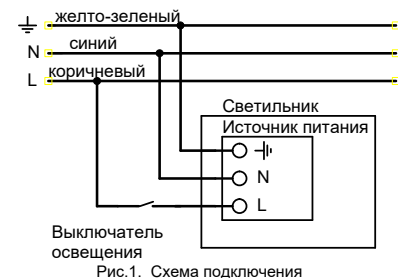 желто-зеленый
N синий
L коричневый
Светильник
Источник питания
N
L
Выключатель
освещения
Рис.1. Схема подключения